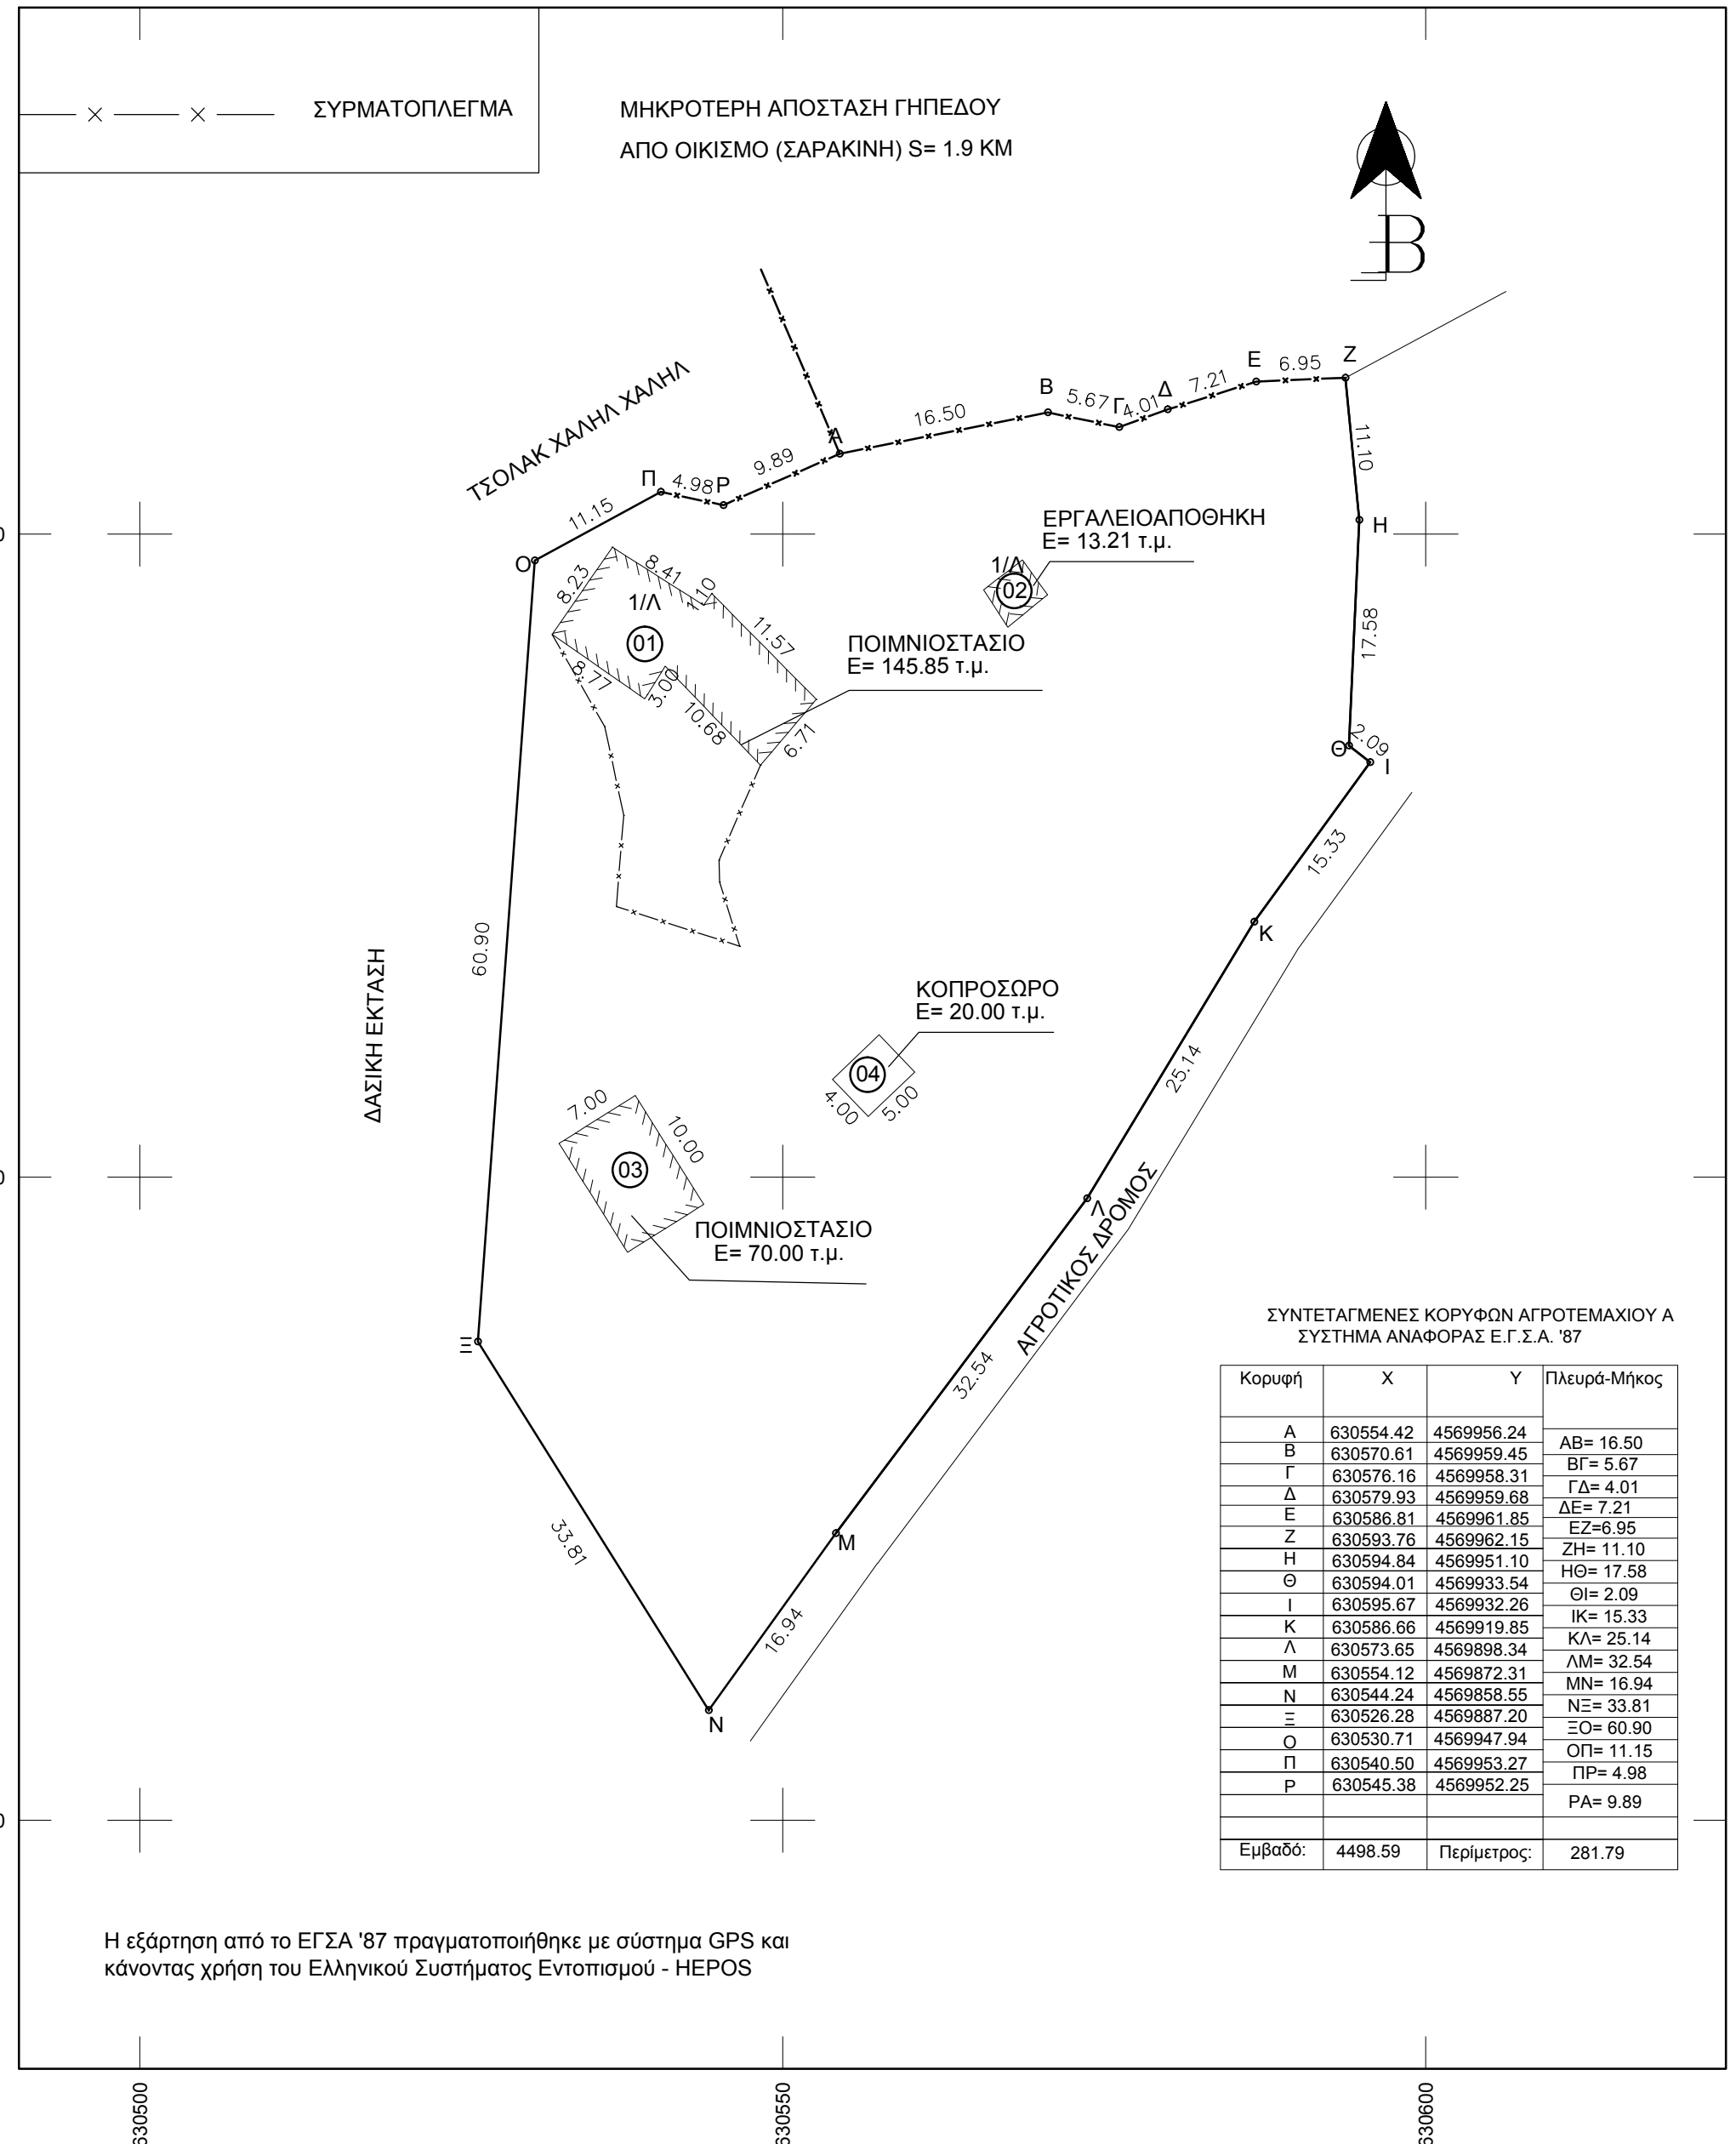 ΣΥΡΜΑΤΟΠΛΕΓΜΑ
ΜΗΚΡΟΤΕΡΗ ΑΠΟΣΤΑΣΗ ΓΗΠΕΔΟΥ
ΑΠΟ ΟΙΚΙΣΜΟ (ΣΑΡΑΚΙΝΗ) S= 1.9 KM
Β
ΤΣΟΛΑΚ ΧΑΛΗΛ ΧΑΛΗΛ
Ζ
Ε
6.95
Δ
7.21
Β
5.67
Γ
4.01
16.50
Α
9.89
Π
4.98
Ρ
11.15
Ο
11.10
Η
ΕΡΓΑΛΕΙΟΑΠΟΘΗΚΗ
Ε= 13.21 τ.μ.
1/Λ
02
8.23
8.41
1.10
1/Λ
01
11.57
ΠΟΙΜΝΙΟΣΤΑΣΙΟ
Ε= 145.85 τ.μ.
8.77
3.00
10.68
6.71
17.58
Θ
2.09
Ι
15.33
Κ
60.90
ΔΑΣΙΚΗ ΕΚΤΑΣΗ
ΚΟΠΡΟΣΩΡΟ
Ε= 20.00 τ.μ.
04
4.00
5.00
25.14
7.00
10.00
03
ΠΟΙΜΝΙΟΣΤΑΣΙΟ
Ε= 70.00 τ.μ.
Λ
ΑΓΡΟΤΙΚΟΣ ΔΡΟΜΟΣ
32.54
Ξ
33.81
Μ
16.94
Ν
ΣΥΝΤΕΤΑΓΜΕΝΕΣ ΚΟΡΥΦΩΝ ΑΓΡΟΤΕΜΑΧΙΟΥ Α
ΣΥΣΤΗΜΑ ΑΝΑΦΟΡΑΣ Ε.Γ.Σ.Α. '87
Κορυφή X Y Πλευρά-Μήκος
Α 630554.42 4569956.24 ΑΒ= 16.50
Β 630570.61 4569959.45 ΒΓ= 5.67
Γ 630576.16 4569958.31 ΓΔ= 4.01
Δ 630579.93 4569959.68 ΔΕ= 7.21
Ε 630586.81 4569961.85 ΕΖ=6.95
Ζ 630593.76 4569962.15 ΖΗ= 11.10
Η 630594.84 4569951.10 ΗΘ= 17.58
Θ 630594.01 4569933.54 ΘΙ= 2.09
Ι 630595.67 4569932.26 ΙΚ= 15.33
Κ 630586.66 4569919.85 ΚΛ= 25.14
Λ 630573.65 4569898.34 ΛΜ= 32.54
Μ 630554.12 4569872.31 ΜΝ= 16.94
Ν 630544.24 4569858.55 ΝΞ= 33.81
Ξ 630526.28 4569887.20 ΞΟ= 60.90
Ο 630530.71 4569947.94 ΟΠ= 11.15
Π 630540.50 4569953.27 ΠΡ= 4.98
Ρ 630545.38 4569952.25 ΡΑ= 9.89
Εμβαδό: 4498.59 Περίμετρος: 281.79
Η εξάρτηση από το ΕΓΣΑ '87 πραγματοποιήθηκε με σύστημα GPS και
κάνοντας χρήση του Ελληνικού Συστήματος Εντοπισμού - HEPOS
630500
630550
630600